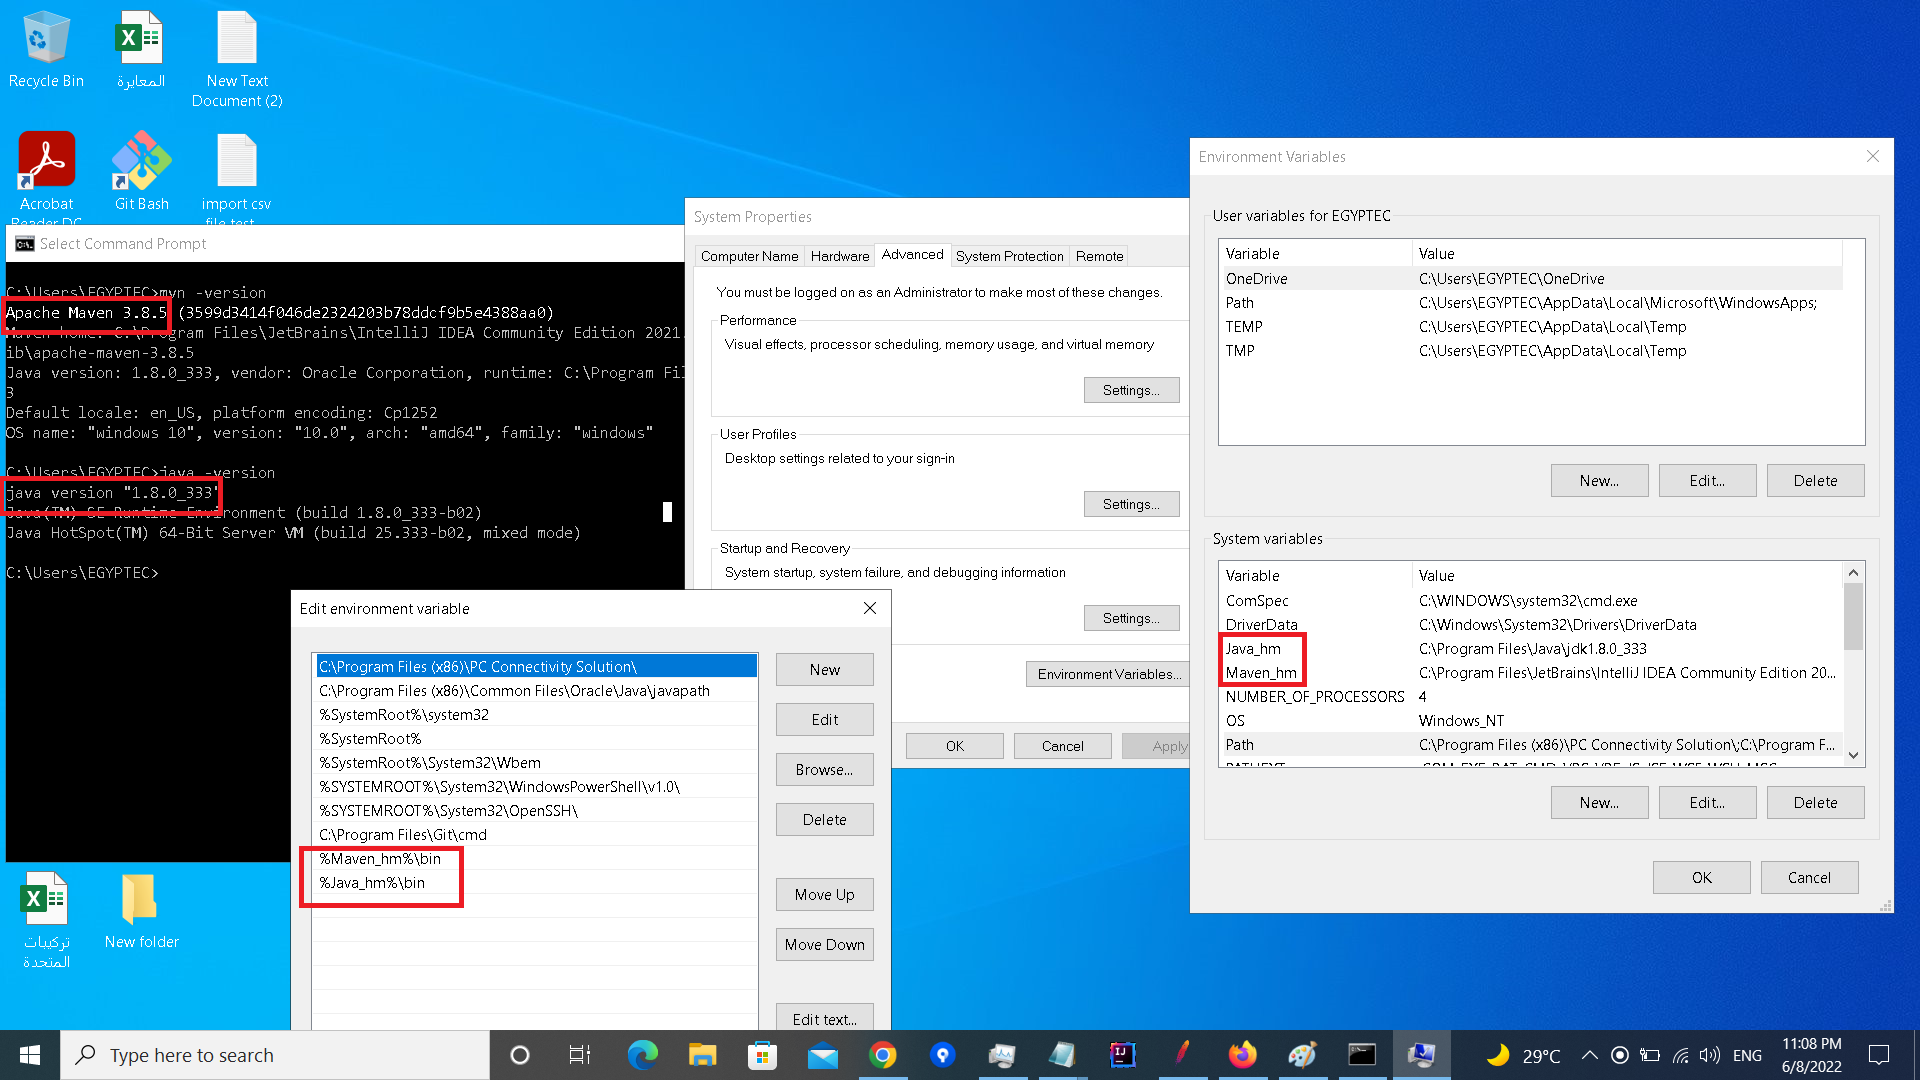 Recycle Bin
المعايرة
New Text
Document (2)
Acrobat
Reader DC
Git Bash
import csv
file test
Select Command Prompt
C:\Users\EGYPTEC>mvn -version
Apache Maven 3.8.5 (3599d3414f046de2324203b78ddcf9b5e4388aa0)
Maven home: C:\Program Files\JetBrains\IntelliJ IDEA Community Edition 2021.
ib\apache-maven-3.8.5
Java version: 1.8.0_333, vendor: Oracle Corporation, runtime: C:\Program Fil
3
Default locale: en_US, platform encoding: Cp1252
OS name: "windows 10", version: "10.0", arch: "amd64", family: "windows"
C:\Users\EGYPTEC>java -version
java version "1.8.0_333"
Java(TM) SE Runtime Environment (build 1.8.0_333-b02)
Java HotSpot(TM) 64-Bit Server VM (build 25.333-b02, mixed mode)
C:\Users\EGYPTEC>
تركيبات
المتحدة
New folder
System Properties
Computer Name Hardware Advanced System Protection Remote
You must be logged on as an Administrator to make most of these changes.
Performance
Visual effects, processor scheduling, memory usage, and virtual memory
Settings...
User Profiles
Desktop settings related to your sign-in
Settings...
Startup and Recovery
System startup, system failure, and debugging information
Settings...
Environment Variables...
OK Cancel Apply
Edit environment variable
C:\Program Files (x86)\PC Connectivity Solution\
C:\Program Files (x86)\Common Files\Oracle\Java\javapath
%SystemRoot%\system32
%SystemRoot%
%SystemRoot%\System32\Wbem
%SYSTEMROOT%\System32\WindowsPowerShell\v1.0\
%SYSTEMROOT%\System32\OpenSSH\
C:\Program Files\Git\cmd
%Maven_hm%\bin
%Java_hm%\bin
New
Edit
Browse...
Delete
Move Up
Move Down
Edit text...
Environment Variables
User variables for EGYPTEC
Variable Value
OneDrive C:\Users\EGYPTEC\OneDrive
Path C:\Users\EGYPTEC\AppData\Local\Microsoft\WindowsApps;
TEMP C:\Users\EGYPTEC\AppData\Local\Temp
TMP C:\Users\EGYPTEC\AppData\Local\Temp
New... Edit... Delete
System variables
Variable Value
ComSpec C:\WINDOWS\system32\cmd.exe
DriverData C:\Windows\System32\Drivers\DriverData
Java_hm C:\Program Files\Java\jdk1.8.0_333
Maven_hm C:\Program Files\JetBrains\IntelliJ IDEA Community Edition 20...
NUMBER_OF_PROCESSORS 4
OS Windows_NT
Path C:\Program Files (x86)\PC Connectivity Solution\;C:\Program F...
PATHEXT .COM;.EXE;.BAT;.CMD;.VBS;.VBE;.JS;.JSE;.WSF;.WSH;.MSC
New... Edit... Delete
OK Cancel
Type here to search
IJ
29°C
ENG
11:08 PM
6/8/2022